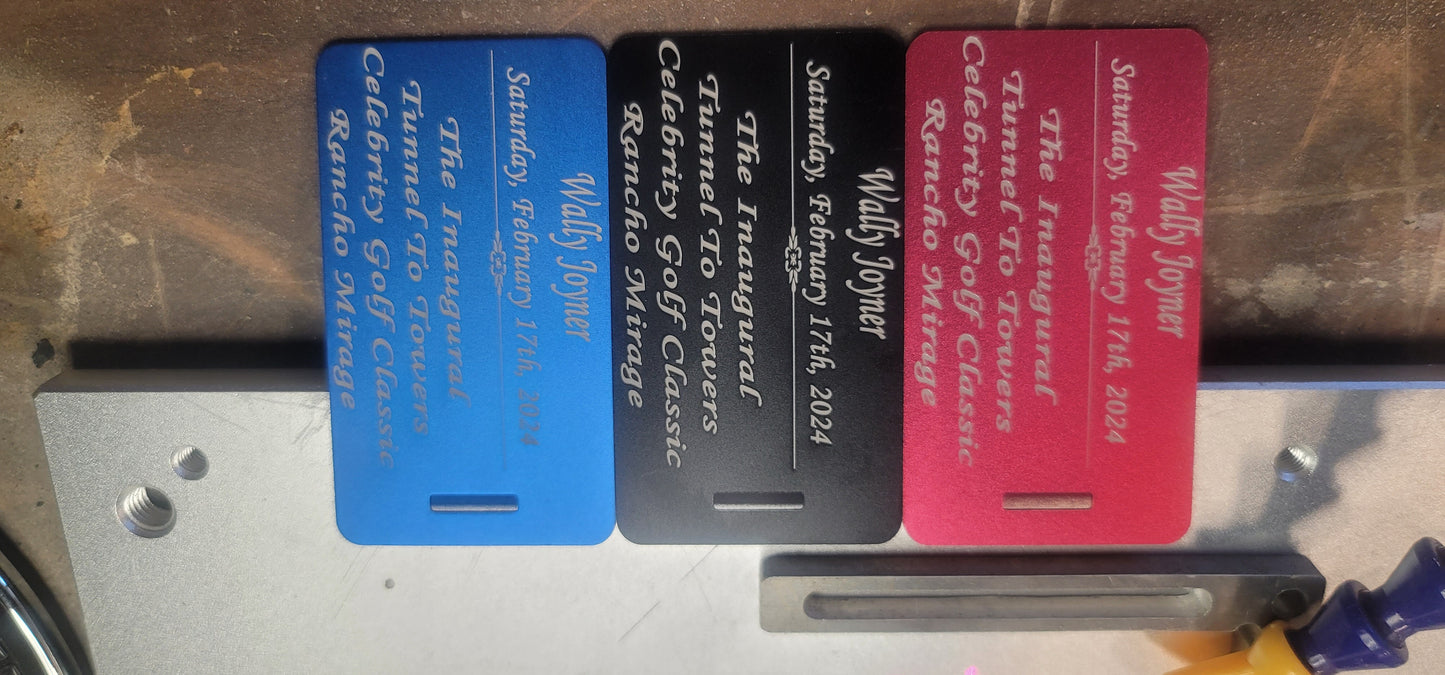 Wally Joyner
Saturday, February 17th, 2024
The Inaugural
Tunnel To Towers
Celebrity Golf Classic
Rancho Mirage
Wally Joyner
Saturday, February 17th, 2024
The Inaugural
Tunnel To Towers
Celebrity Golf Classic
Rancho Mirage
Wally Joyner
Saturday, February 17th, 2024
The Inaugural
Tunnel To Towers
Celebrity Golf Classic
Rancho Mirage